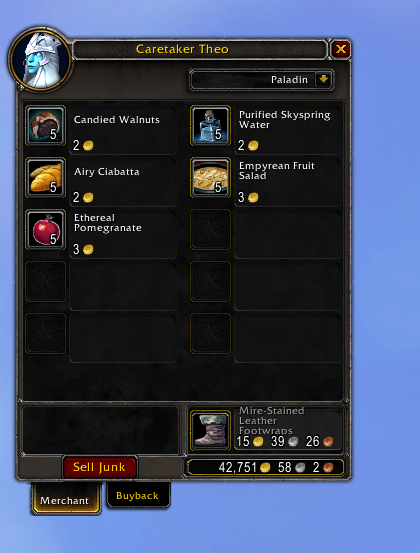 Caretaker Theo
Paladin
Candied Walnuts
5
2
Purified Skyspring
Water
5
2
Airy Ciabatta
5
2
Empyrean Fruit
Salad
5
3
Ethereal
Pomegranate
5
3
Mire-Stained
Leather
Footwraps
15 39 26
Sell Junk
42,751 58 2
Merchant
Buyback